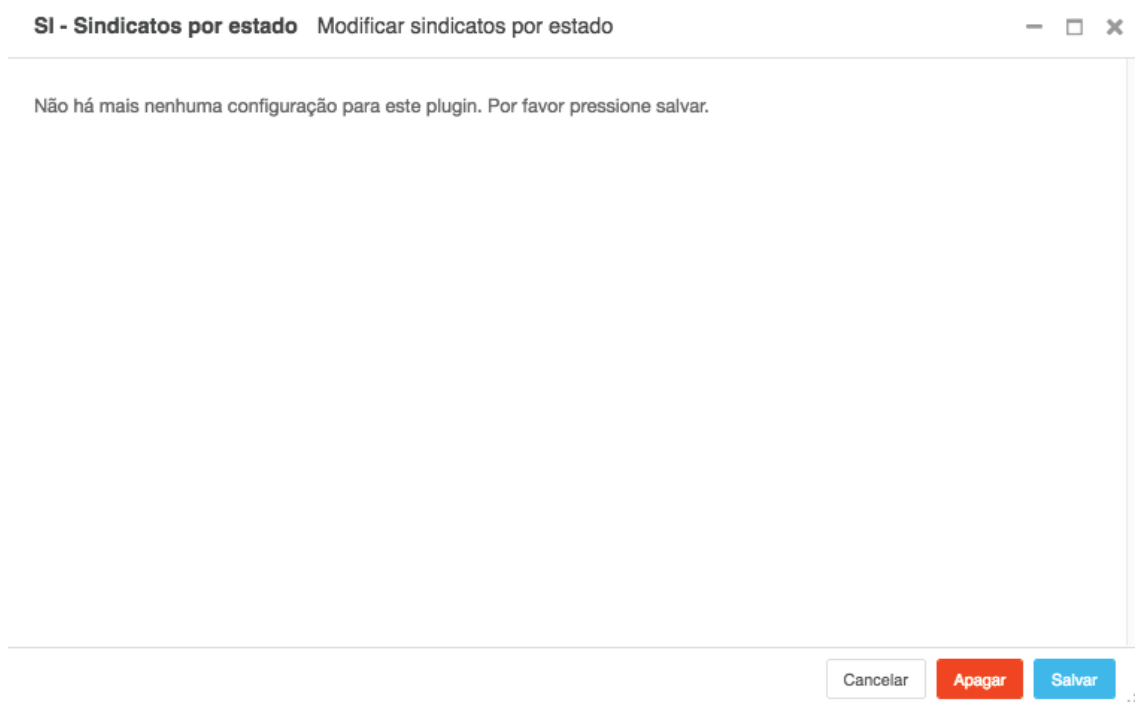 SI - Sindicatos por estado Modificar sindicatos por estado
Não há mais nenhuma configuração para este plugin. Por favor pressione salvar.
Cancelar Apagar Salvar